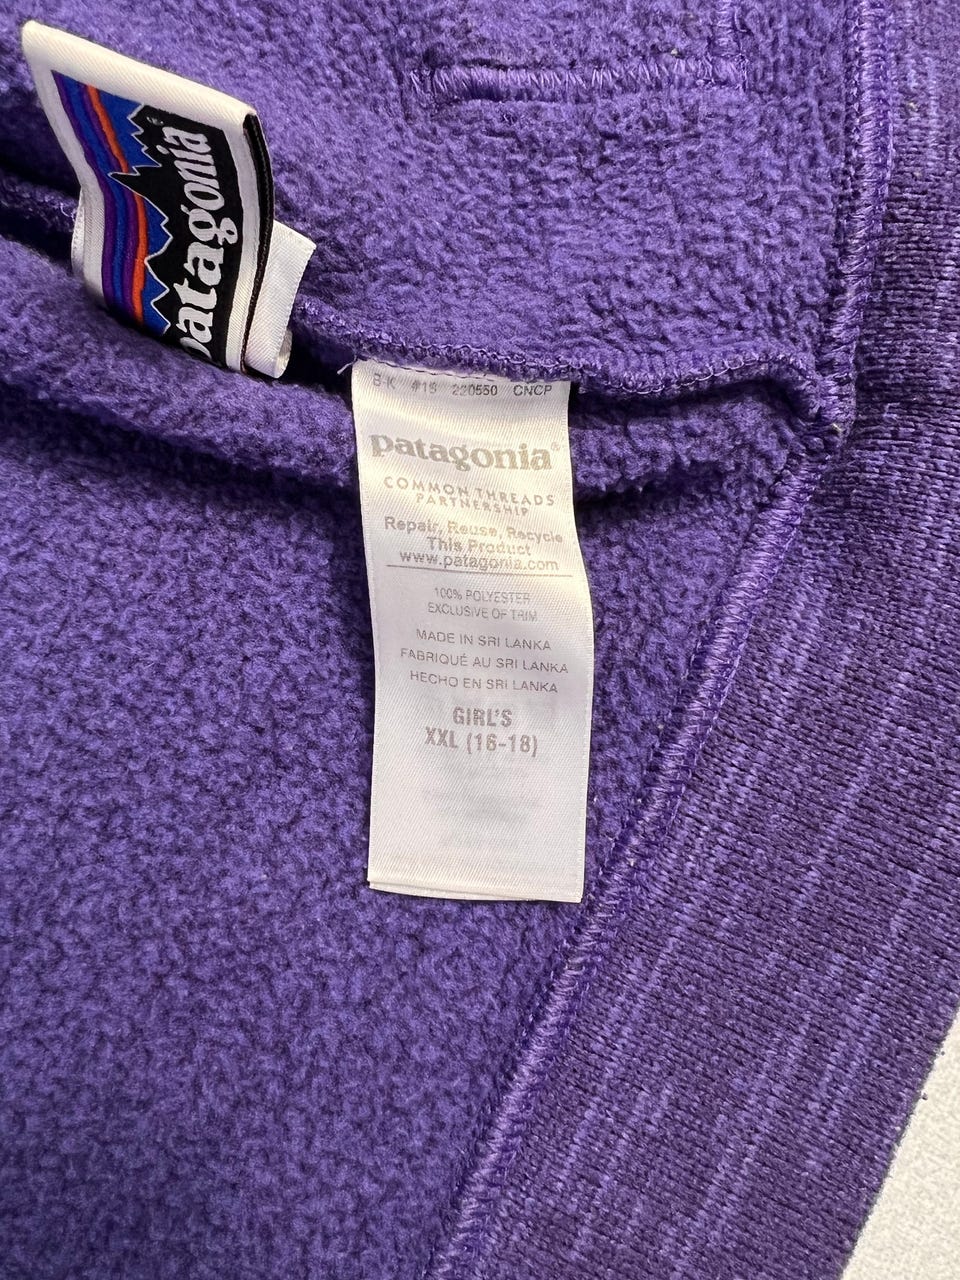 patagonia
B-K #15 220550 CNCP
patagonia®
COMMON THREADS
PARTNERSHIP
Repair, Reuse, Recycle
This Product
www.patagonia.com
100% POLYESTER
EXCLUSIVE OF TRIM
MADE IN SRI LANKA
FABRIQUÉ AU SRI LANKA
HECHO EN SRI LANKA
GIRL'S
XXL (16-18)